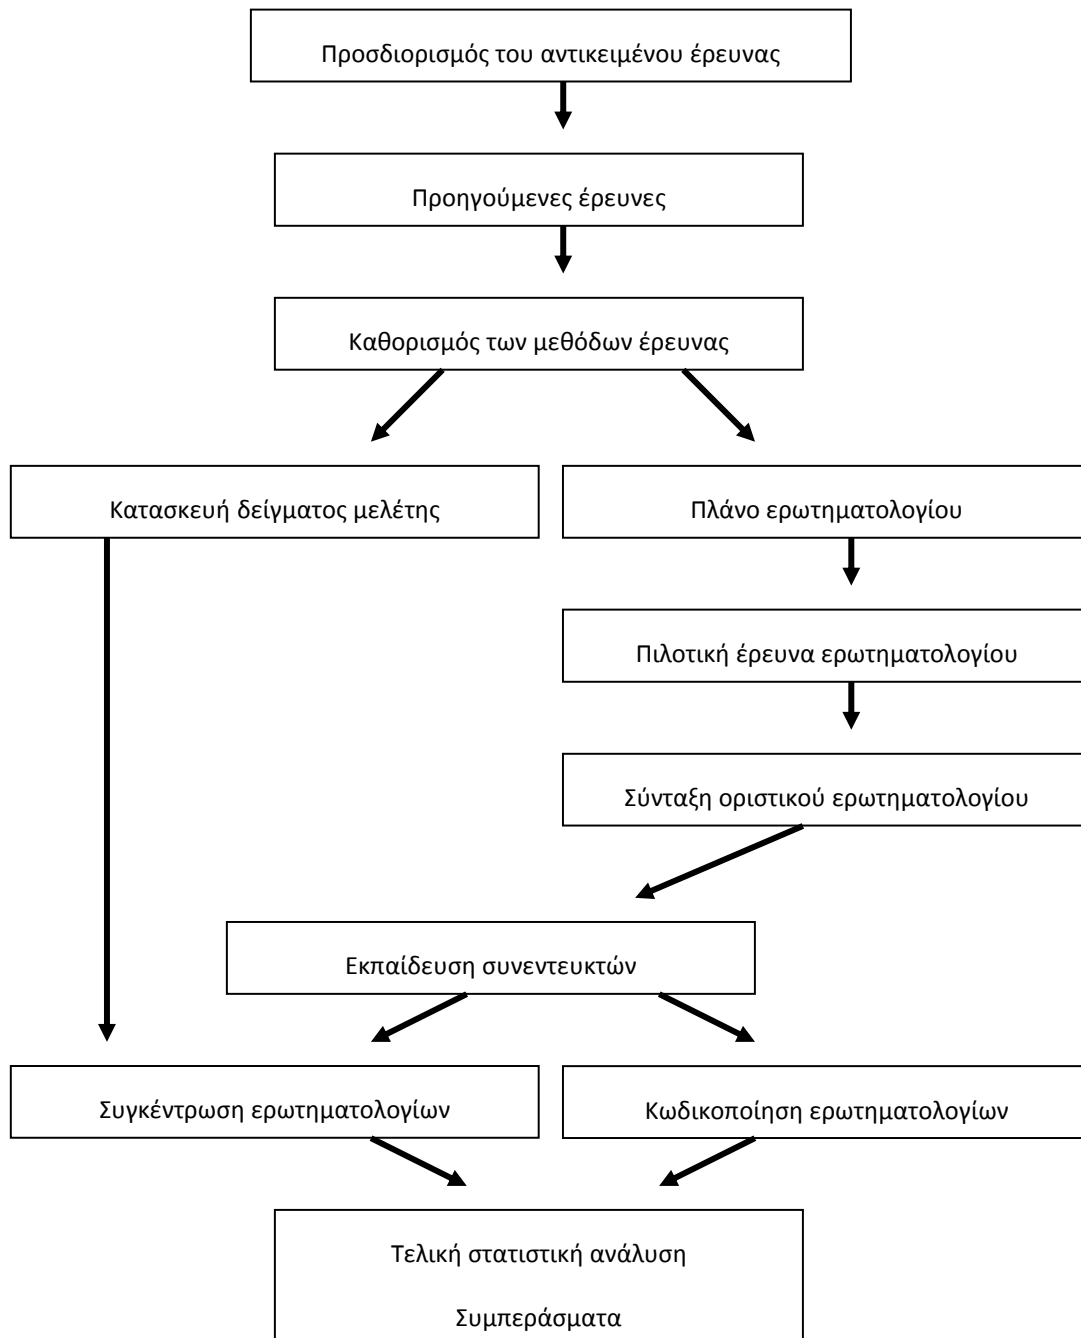 Προσδιορισμός του αντικειμένου έρευνας
Προηγούμενες έρευνες
Καθορισμός των μεθόδων έρευνας
Κατασκευή δείγματος μελέτης
Πλάνο ερωτηματολογίου
Πιλοτική έρευνα ερωτηματολογίου
Σύνταξη οριστικού ερωτηματολογίου
Εκπαίδευση συνεντευκτών
Συγκέντρωση ερωτηματολογίων
Κωδικοποίηση ερωτηματολογίων
Τελική στατιστική ανάλυση
Συμπεράσματα